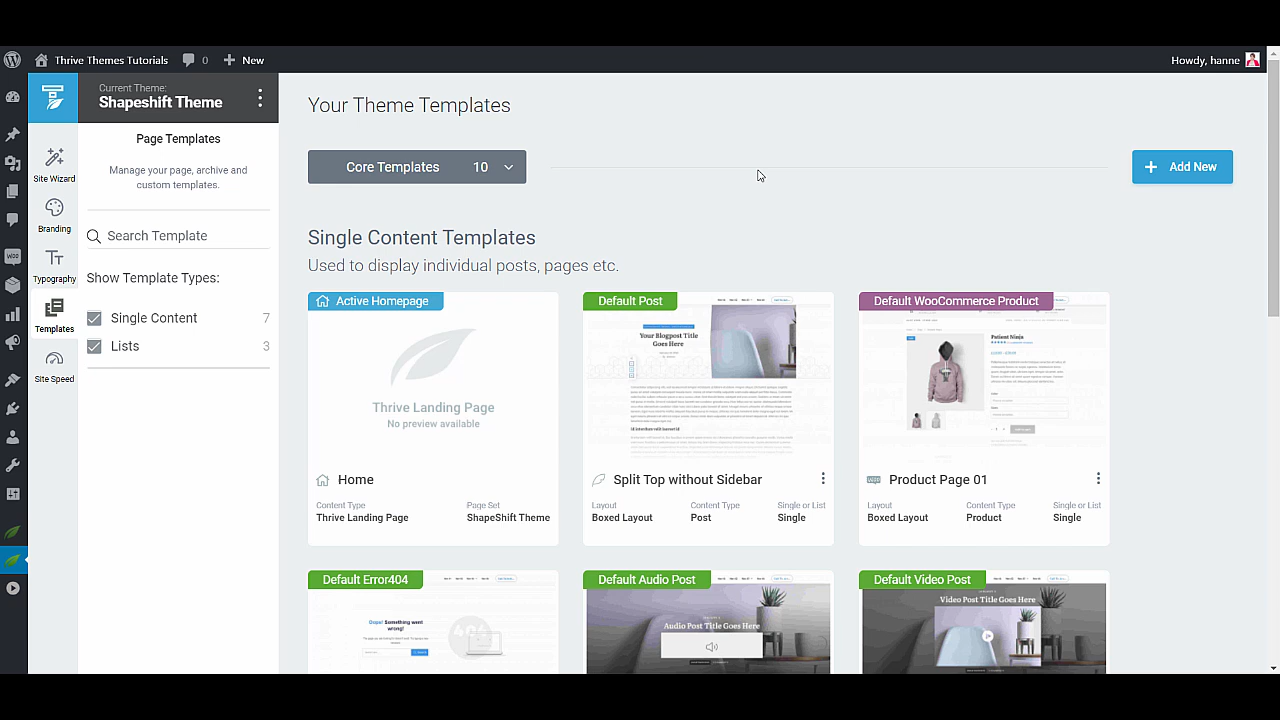 Thrive Themes Tutorials
0
New
Howdy, hanne
Current Theme:
Shapeshift Theme
Site Wizard
Branding
Typography
Templates
Site Speed
Page Templates
Manage your page, archive and
custom templates.
Search Template
Show Template Types:
Single Content 7
Lists 3
Your Theme Templates
Core Templates 10
Add New
Single Content Templates
Used to display individual posts, pages etc.
Active Homepage
Thrive Landing Page
No preview available
Home
Content Type
Page Set
Thrive Landing Page
ShapeShift Theme
Default Post
Your Blogpost Title
Goes Here
Split Top without Sidebar
Layout
Content Type
Single or List
Boxed Layout
Post
Single
Default WooCommerce Product
Patient Ninja
Product Page 01
Layout
Content Type
Single or List
Boxed Layout
Product
Single
Default Error404
Oops! Something went
wrong!
Default Audio Post
Audio Post Title Goes Here
Default Video Post
Video Post Title Goes Here